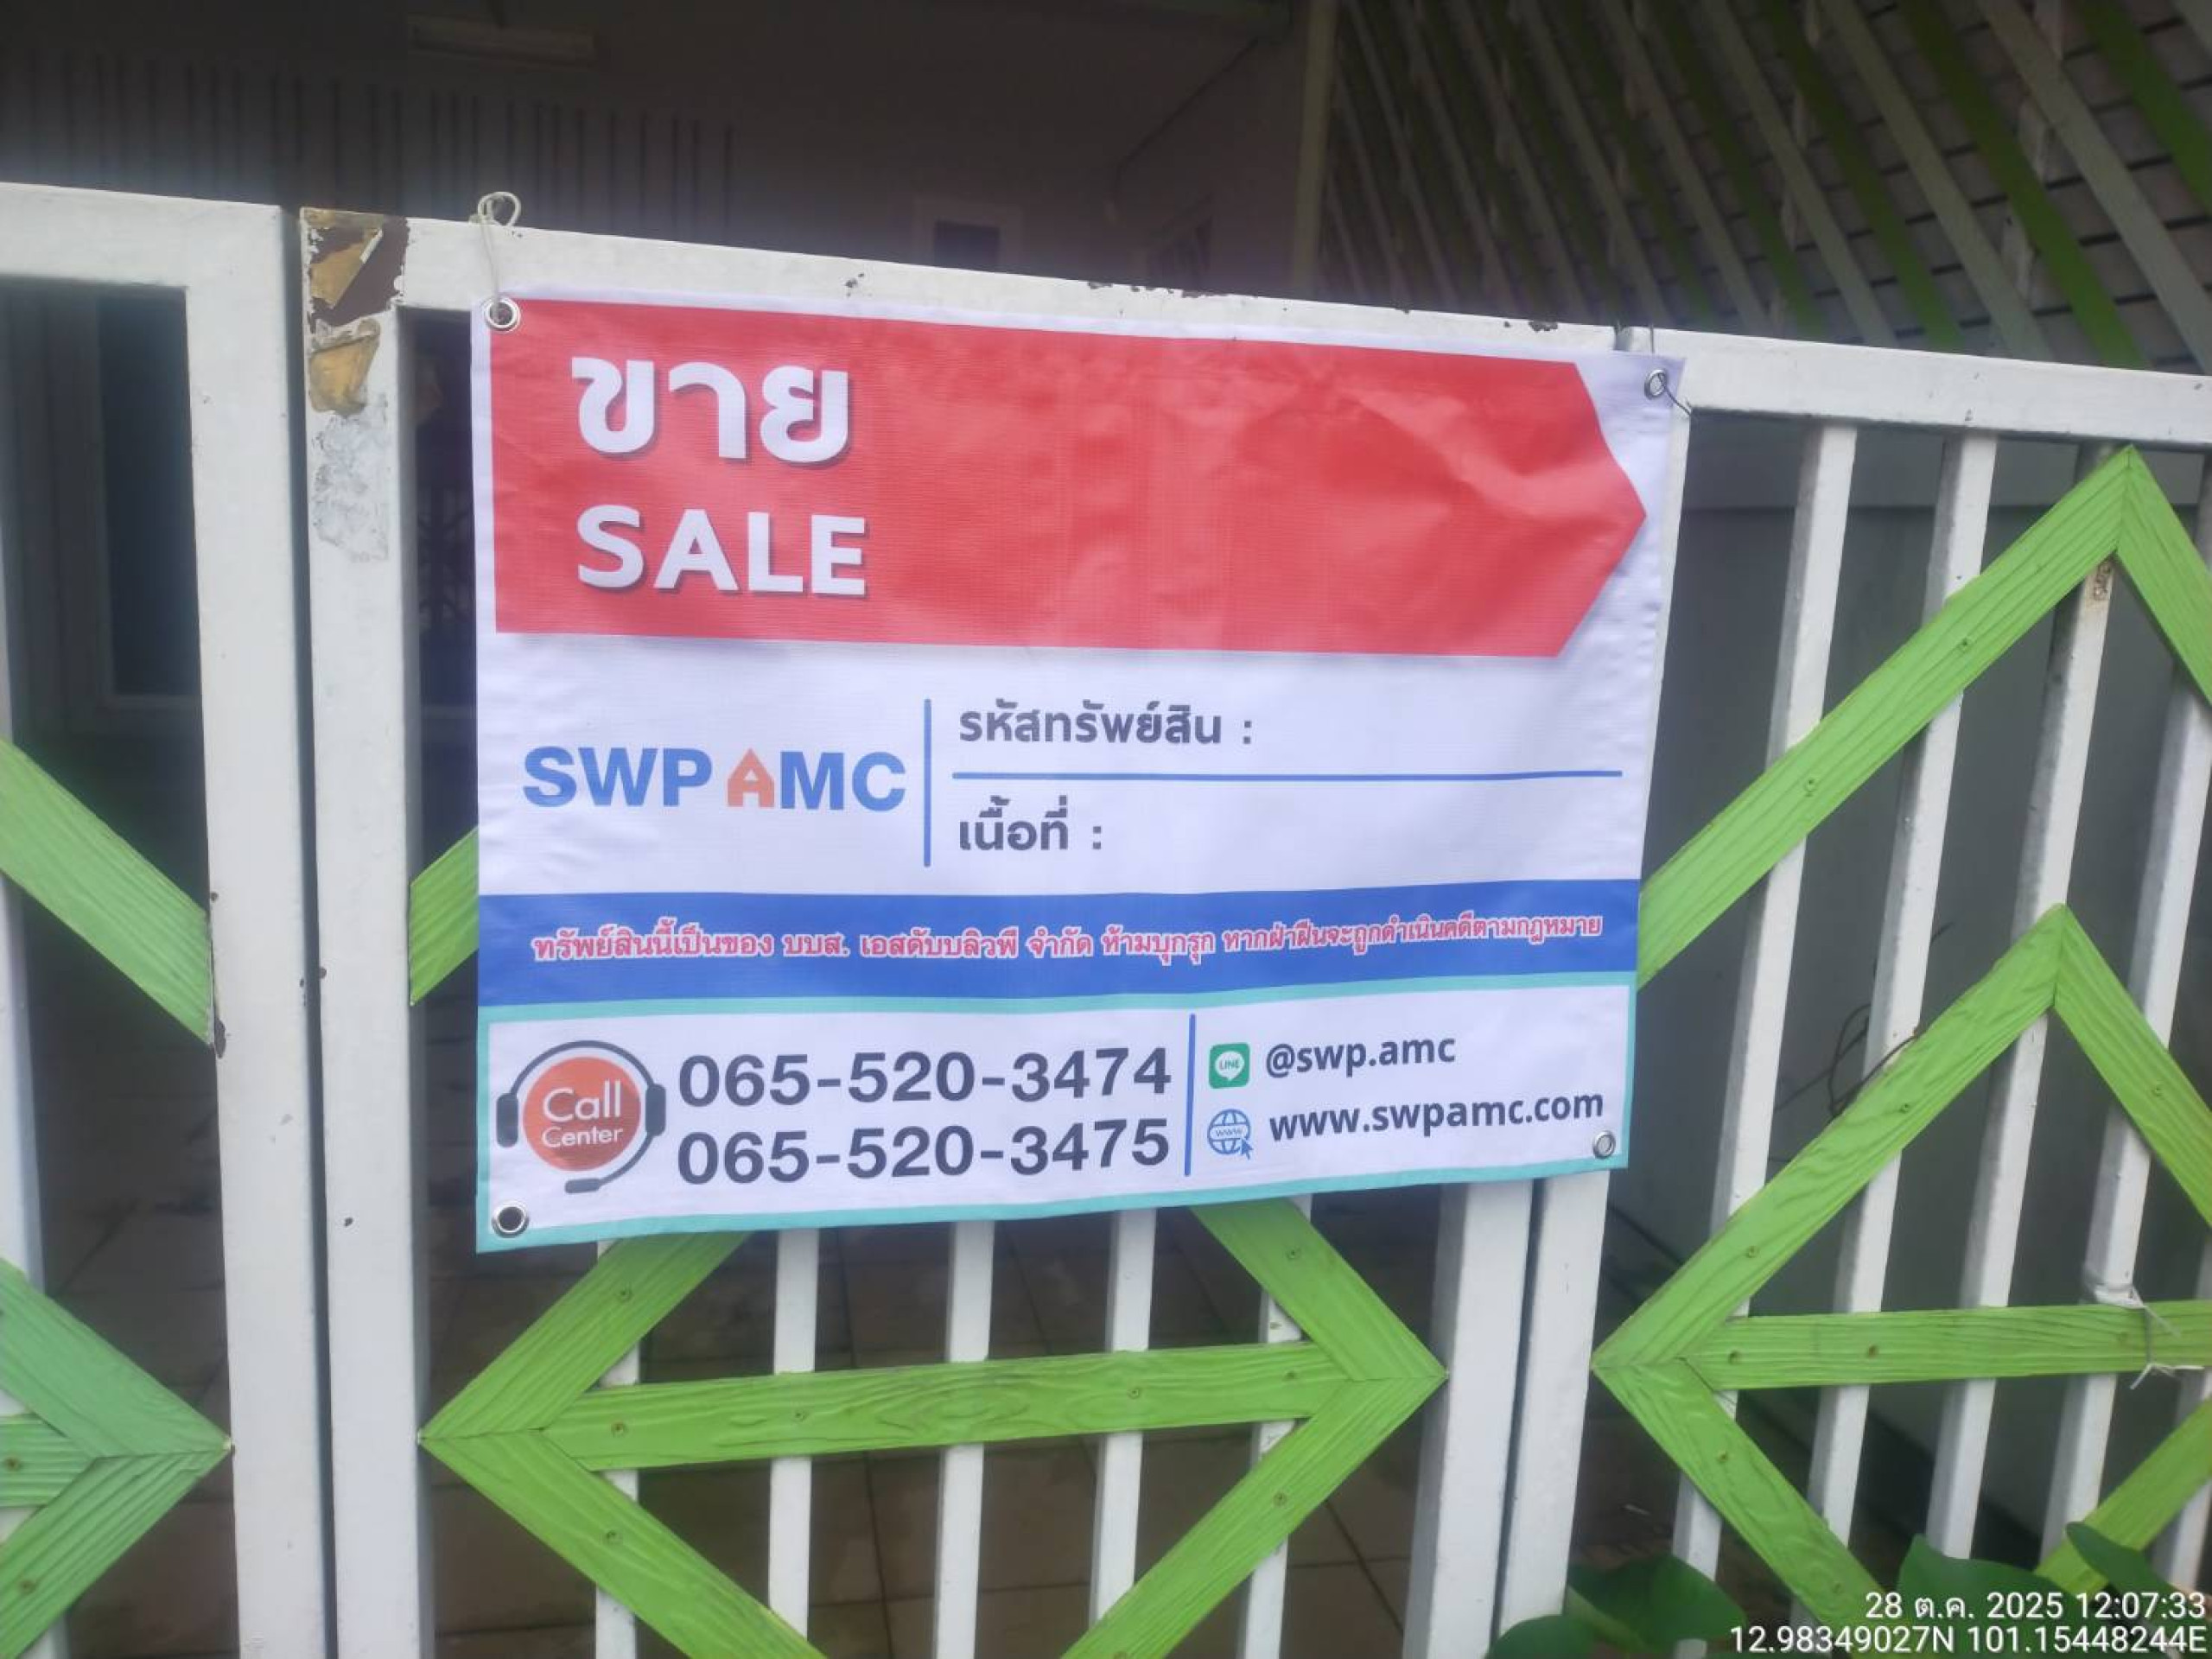 ขาย
SALE
SWP AMC
รหัสทรัพย์สิน :
เนื้อที่ :
ทรัพย์สินนี้เป็นของ บบส. เอสดับบลิวพี จำกัด ห้ามบุกรุก หากฝ่าฝืนจะถูกดำเนินคดีตามกฎหมาย
Call
Center
065-520-3474
065-520-3475
LINE
@swp.amc
www
www.swpamc.com
28 ต.ค. 2025 12:07:33
12.98349027N 101.15448244E